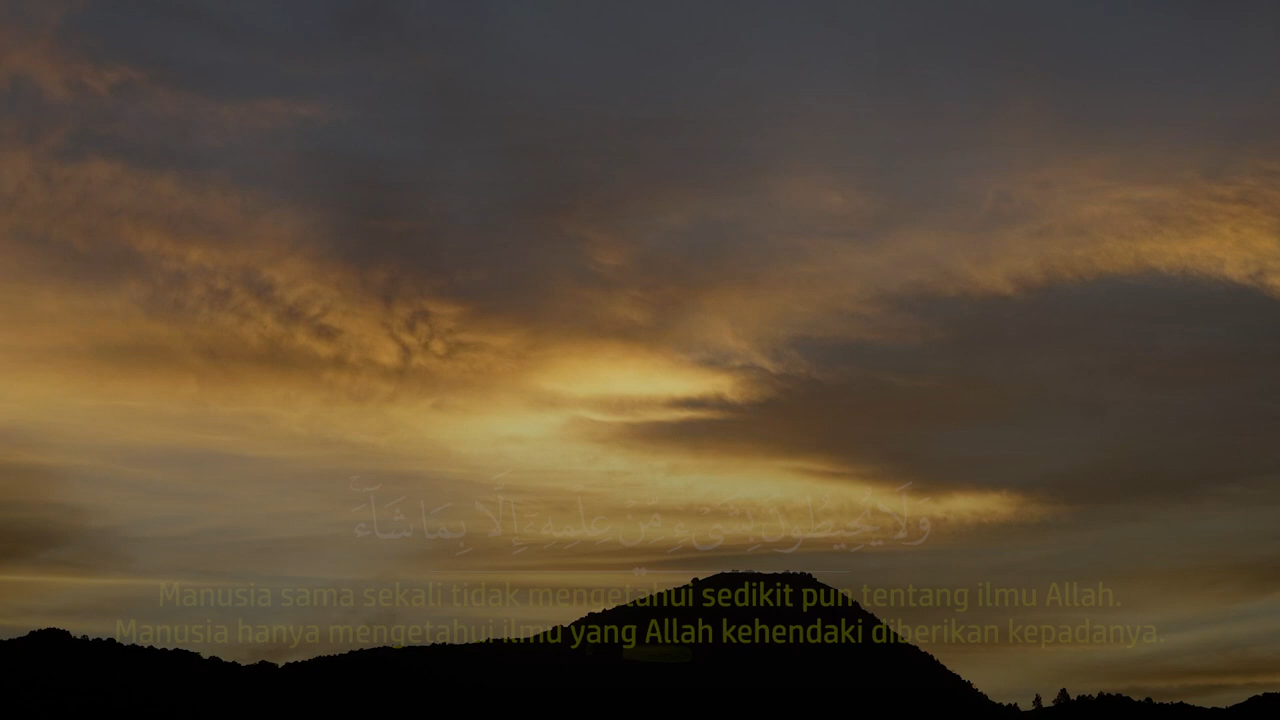 وَلَا يُحِيطُونَ بِشَىْءٍ مِّنْ عِلْمِهِۦٓ إِلَّا بِمَا شَآءَ
Manusia sama sekali tidak mengetahui sedikit pun tentang ilmu Allah.
Manusia hanya mengetahui ilmu yang Allah kehendaki diberikan kepadanya.